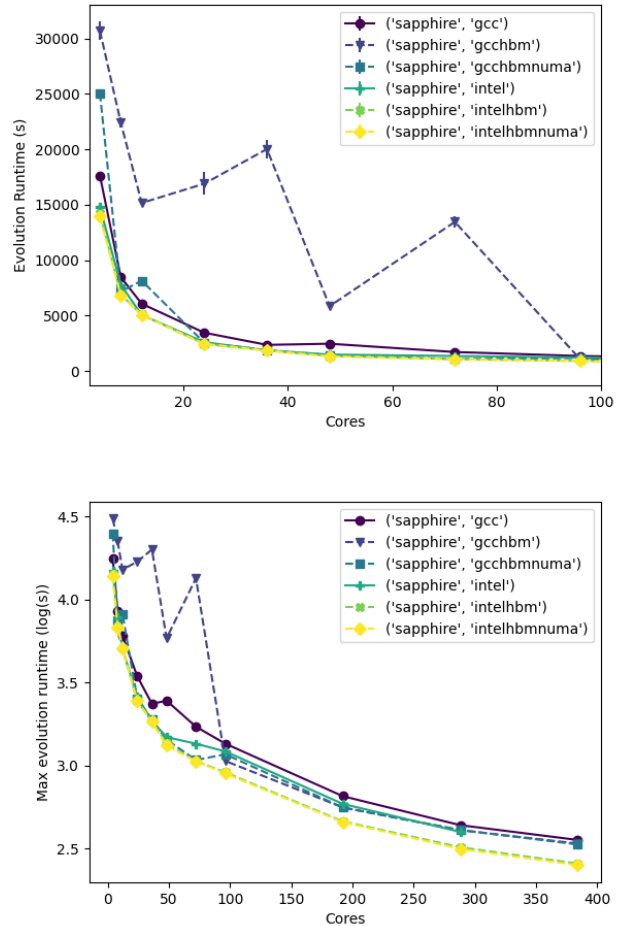 30000
25000
20000
15000
10000
5000
0
Evolution Runtime (s)
('sapphire', 'gcc')
('sapphire', 'gcchbm')
('sapphire', 'gcchbmnuma')
('sapphire', 'intel')
('sapphire', 'intelhbm')
('sapphire', 'intelhbmnuma')
20 40 60 80 100
Cores
4.5
4.0
3.5
3.0
2.5
Max evolution runtime (log(s))
('sapphire', 'gcc')
('sapphire', 'gcchbm')
('sapphire', 'gcchbmnuma')
('sapphire', 'intel')
('sapphire', 'intelhbm')
('sapphire', 'intelhbmnuma')
0 50 100 150 200 250 300 350 400
Cores